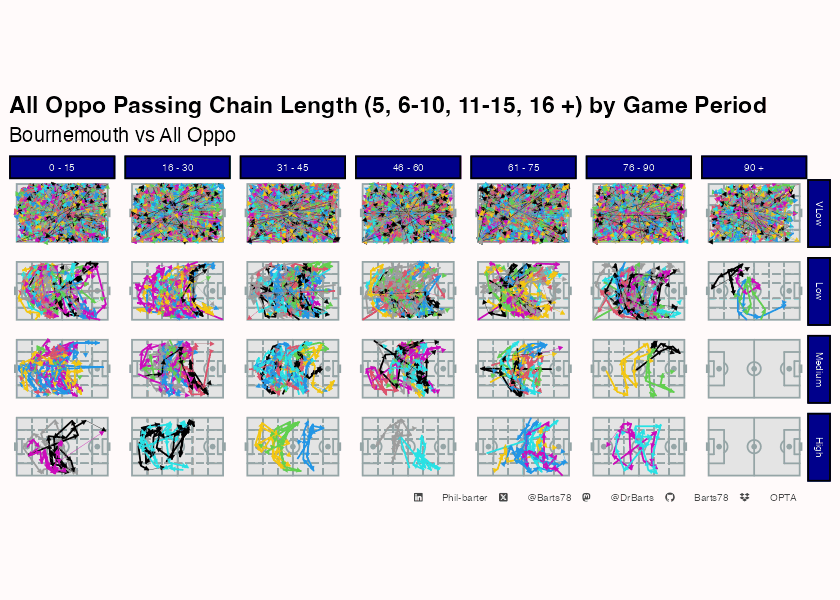 All Oppo Passing Chain Length (5, 6-10, 11-15, 16 +) by Game Period
Bournemouth vs All Oppo
0 - 15 16 - 30 31 - 45 46 - 60 61 - 75 76 - 90 90 +
V Low
Low
Medium
High
Phil-barter @Barts78 @DrBarts Barts78 OPTA